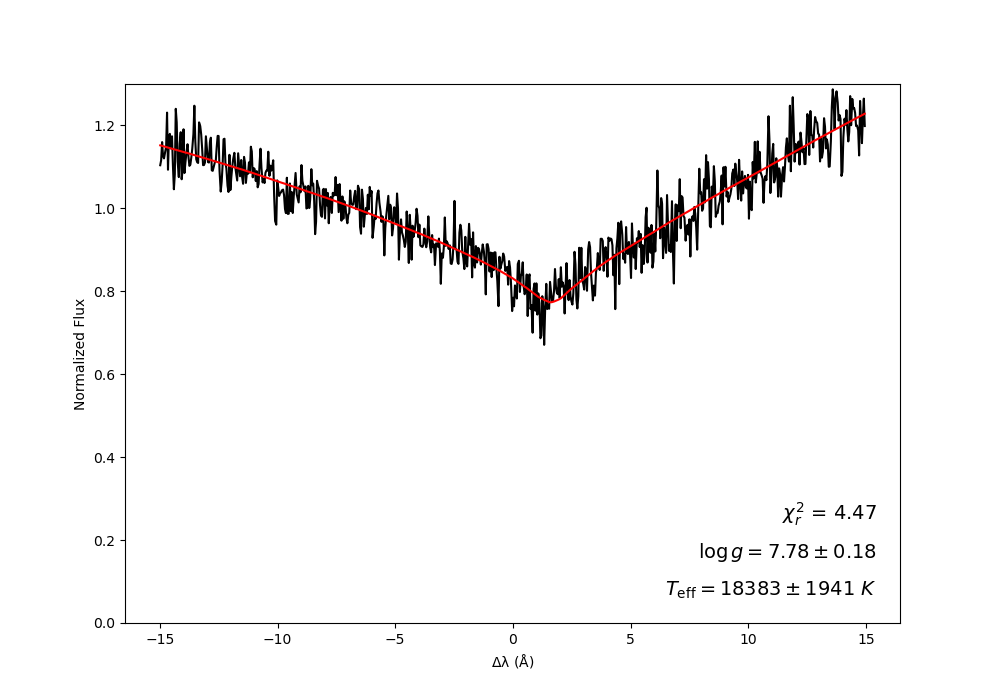 1.2
1.0
0.8
0.6
0.4
0.2
0.0
Normalized Flux
χ²ᵣ = 4.47
log g = 7.78 ± 0.18
T_eff = 18383 ± 1941 K
−15 −10 −5 0 5 10 15
Δλ (Å)